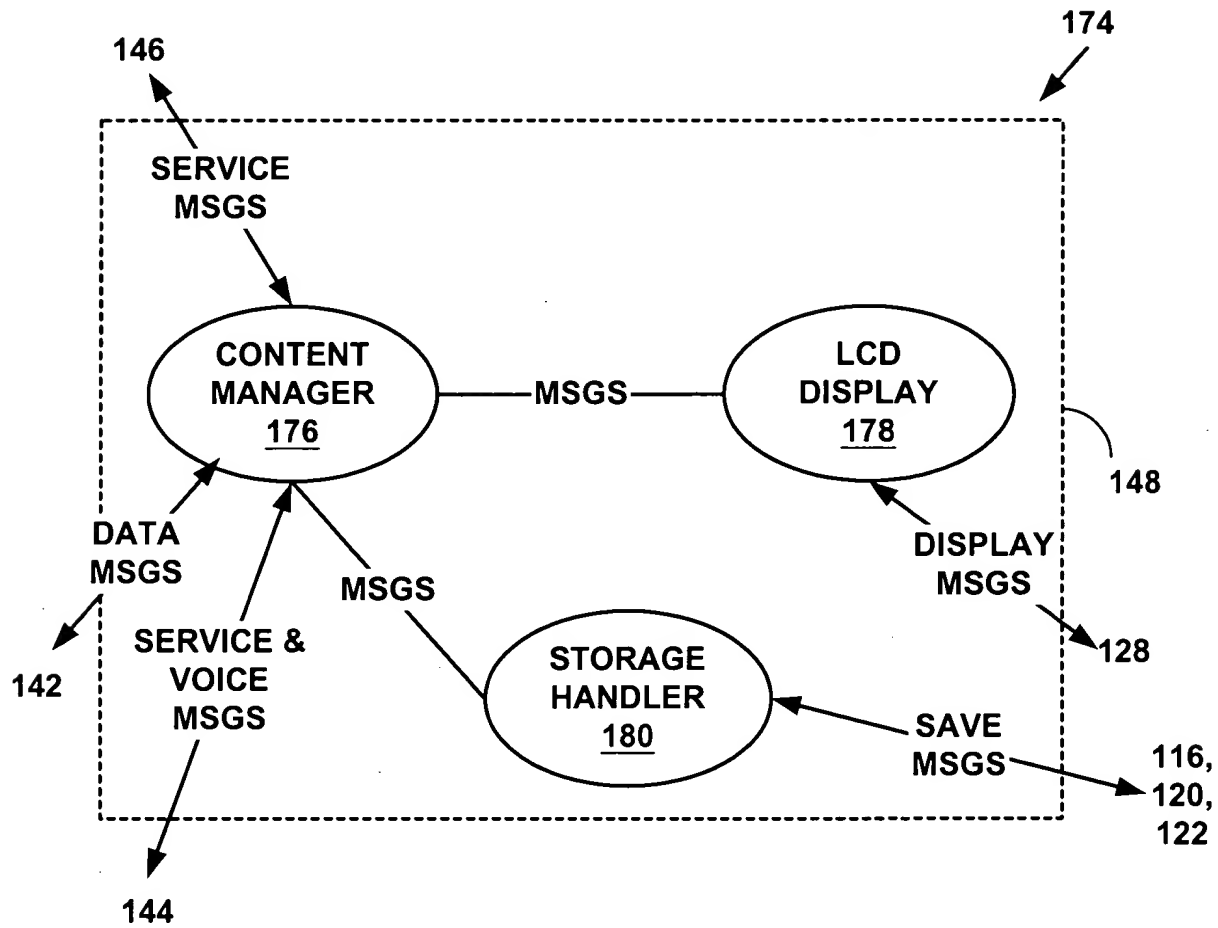 174
146
SERVICE
MSGS
CONTENT
MANAGER
176
MSGS
LCD
DISPLAY
178
148
DATA
MSGS
142
MSGS
DISPLAY
MSGS
128
SERVICE &
VOICE
MSGS
STORAGE
HANDLER
180
SAVE
MSGS
116,
120,
122
144